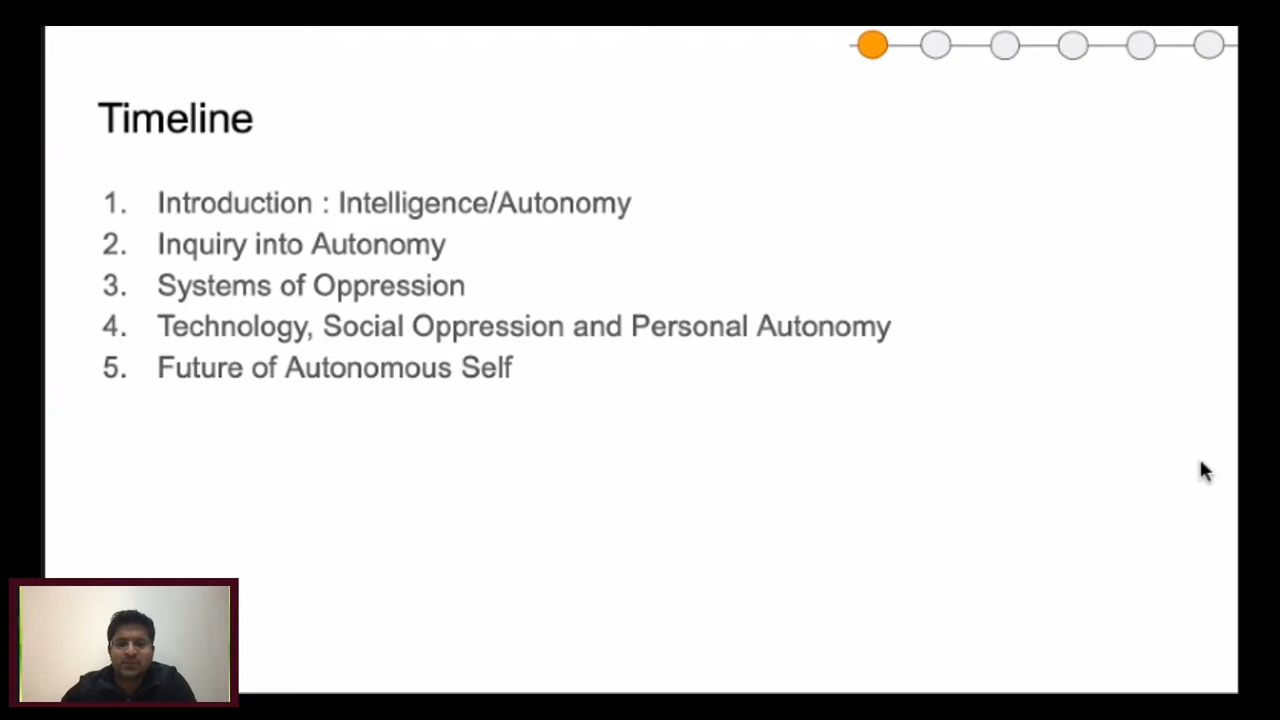 Timeline
1. Introduction : Intelligence/Autonomy
2. Inquiry into Autonomy
3. Systems of Oppression
4. Technology, Social Oppression and Personal Autonomy
5. Future of Autonomous Self